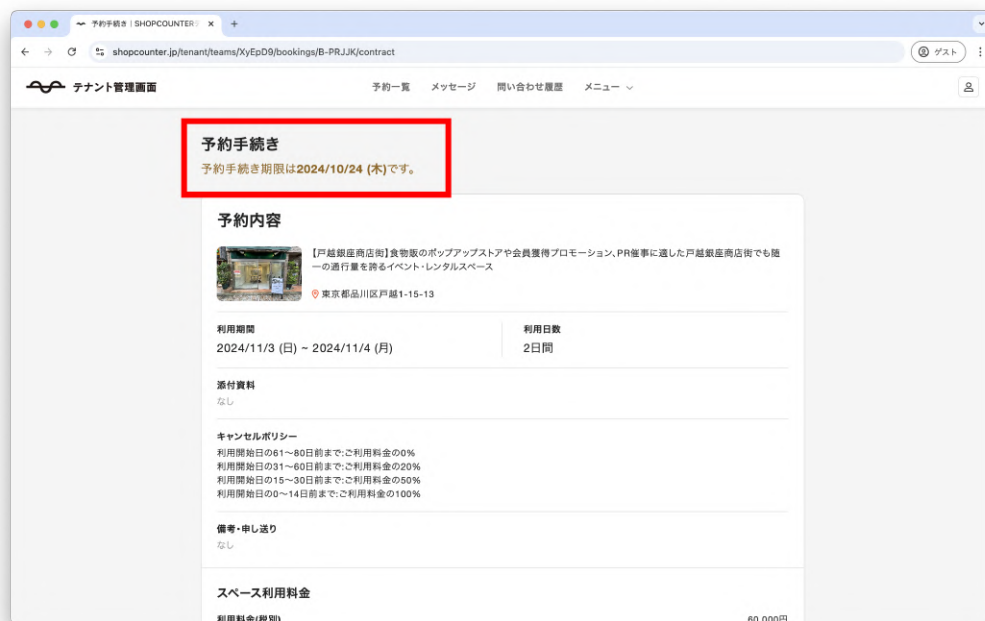 予約手続き | SHOPCOUNTER
shopcounter.jp/tenant/teams/XyEpD9/bookings/B-PRJJK/contract
ゲスト
テナント管理画面
予約一覧
メッセージ
問い合わせ履歴
メニュー
予約手続き
予約手続き期限は2024/10/24 (木)です。
予約内容
【戸越銀座商店街】食物販のポップアップストアや会員獲得プロモーション、PR催事に適した戸越銀座商店街でも随
一の通行量を誇るイベント・レンタルスペース
東京都品川区戸越1-15-13
利用期間
2024/11/3 (日) ~ 2024/11/4 (月)
利用日数
2日間
添付資料
なし
キャンセルポリシー
利用開始日の61〜80日前まで:ご利用料金の0%
利用開始日の31〜60日前まで:ご利用料金の20%
利用開始日の15〜30日前まで:ご利用料金の50%
利用開始日の0〜14日前まで:ご利用料金の100%
備考・申し送り
なし
スペース利用料金
利用料金(税別)
60,000円